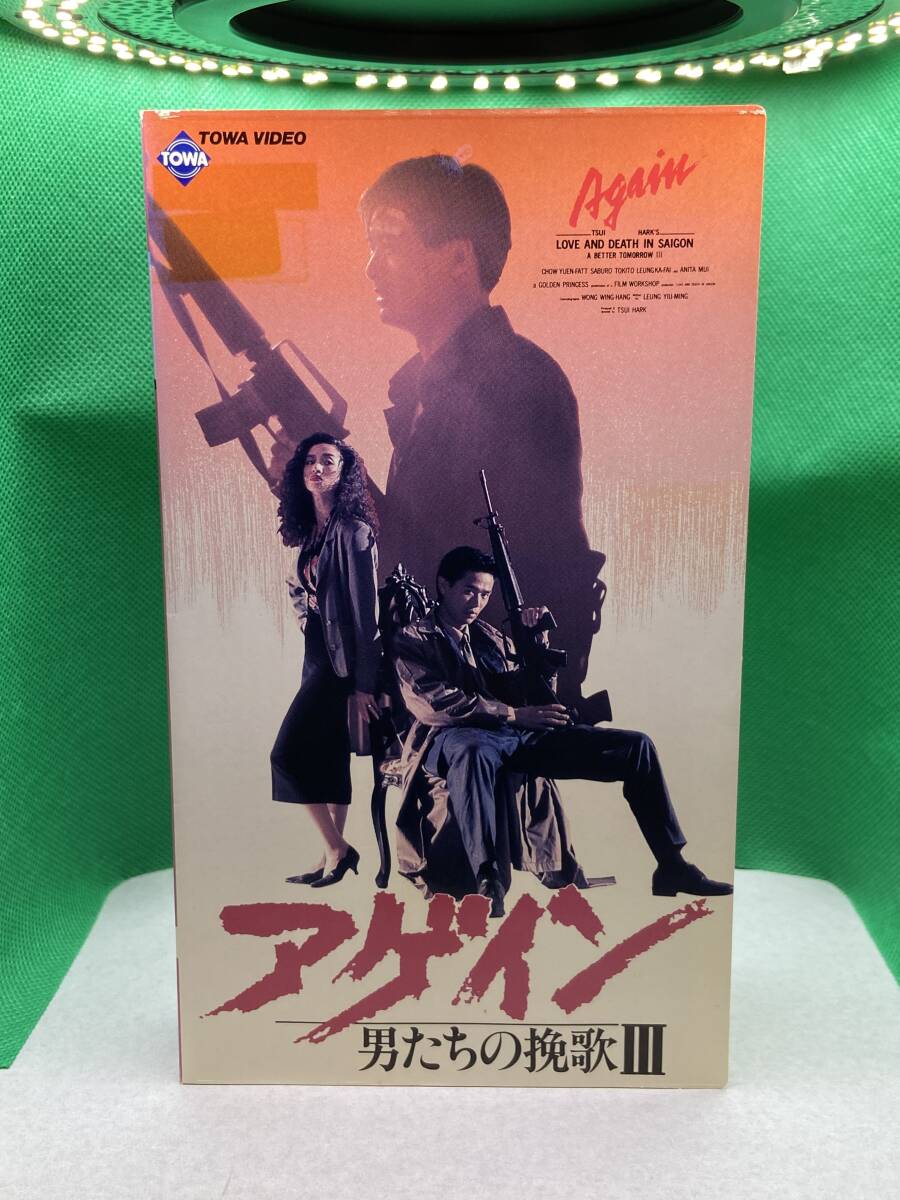 TOWA
TOWA VIDEO
Again
TSUI HARK'S
LOVE AND DEATH IN SAIGON
A BETTER TOMORROW III
CHOW YUEN-FATT SABURO TOKITO LEUNG KA-FAI and ANITA MUI
a GOLDEN PRINCESS FILM WORKSHOP
WONG WING-HANG LEUNG YIU-MING
TSUI HARK
アゲイン
男たちの挽歌III